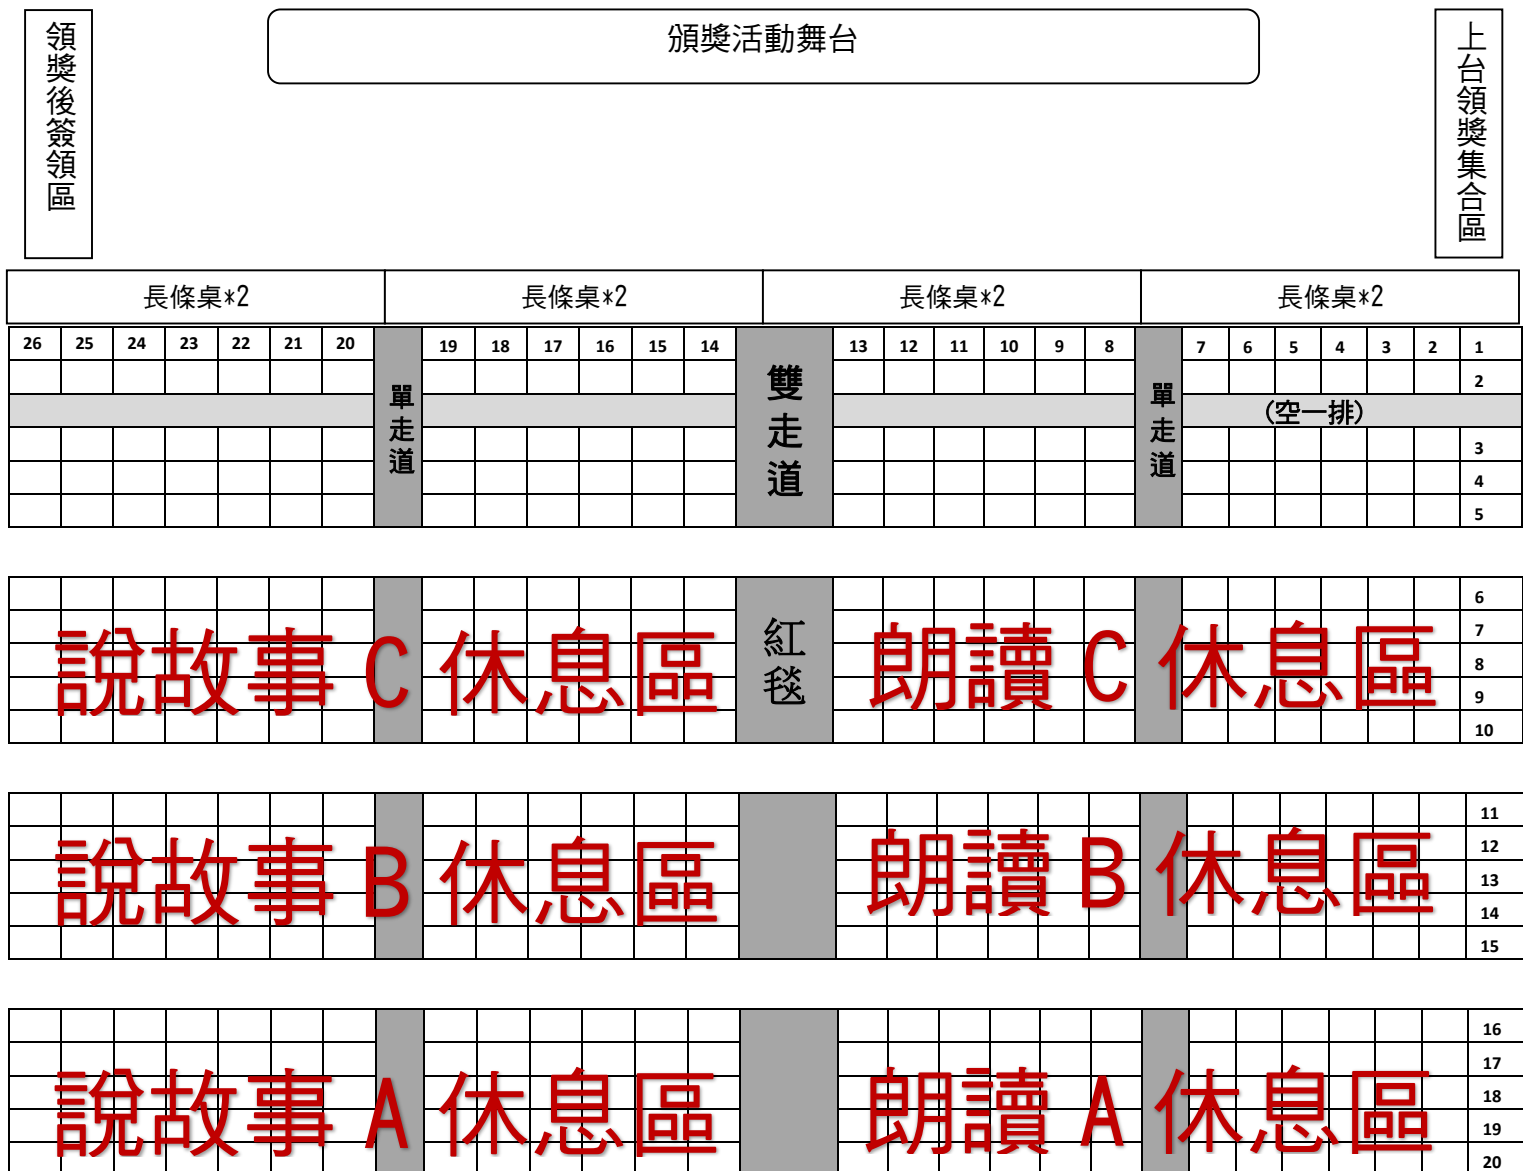 領獎後簽領區
頒獎活動舞台
上台領獎集合區
長條桌*2 長條桌*2 長條桌*2 長條桌*2
26 25 24 23 22 21 20 19 18 17 16 15 14 13 12 11 10 9 8 7 6 5 4 3 2 1
2
單走道
雙走道
單走道
(空一排)
3
4
5
6
7
8
9
10
說故事C休息區
紅毯
朗讀C休息區
11
12
13
14
15
說故事B休息區
朗讀B休息區
16
17
18
19
20
說故事A休息區
朗讀A休息區